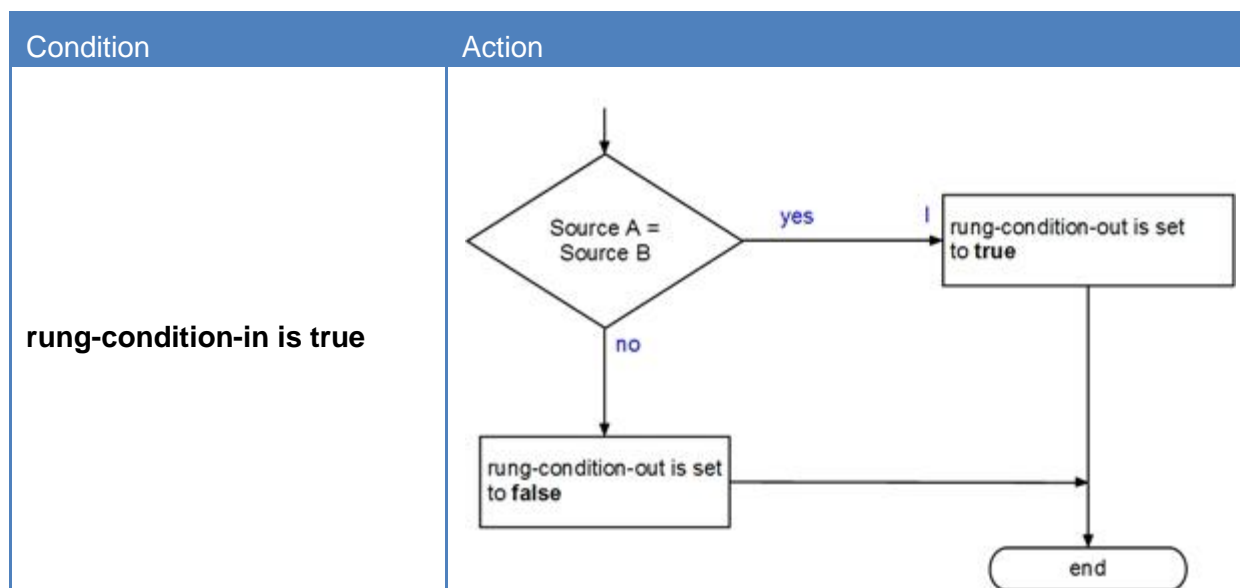 Condition
Action
Source A =
Source B
yes
I
rung-condition-out is set
to true
rung-condition-in is true
no
rung-condition-out is set
to false
end